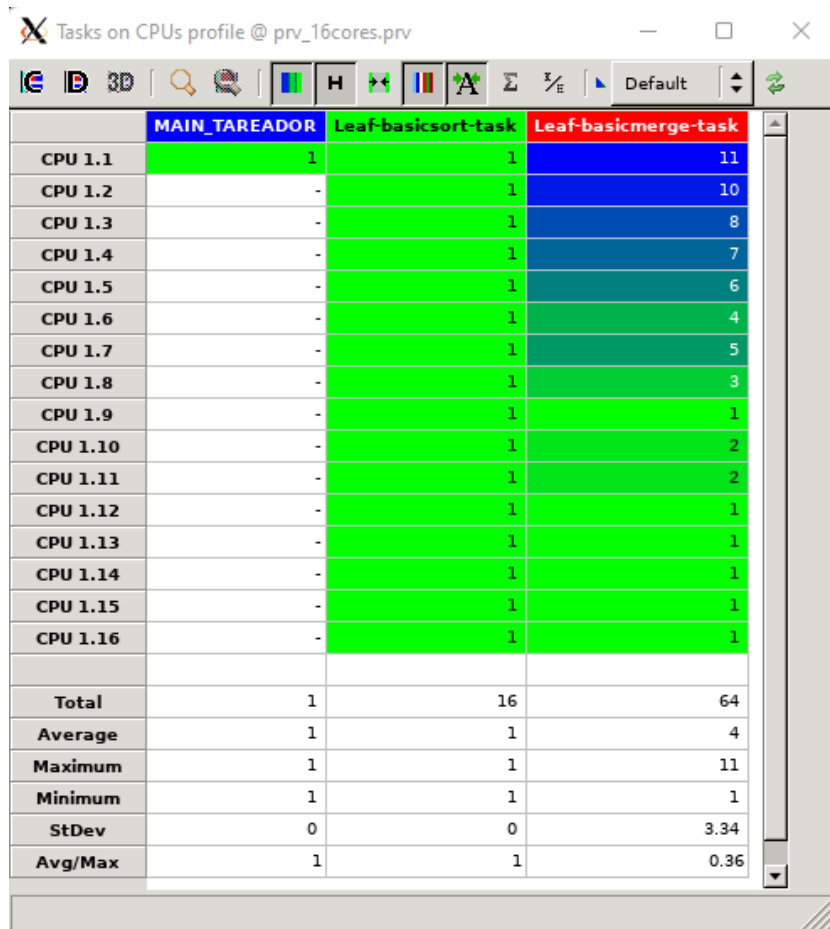 Tasks on CPUs profile @ prv_16cores.prv
3D H A Σ Σ/E Default
MAIN_TAREADOR Leaf-basicsort-task Leaf-basicmerge-task
CPU 1.1 1 1 11
CPU 1.2 - 1 10
CPU 1.3 - 1 8
CPU 1.4 - 1 7
CPU 1.5 - 1 6
CPU 1.6 - 1 4
CPU 1.7 - 1 5
CPU 1.8 - 1 3
CPU 1.9 - 1 1
CPU 1.10 - 1 2
CPU 1.11 - 1 2
CPU 1.12 - 1 1
CPU 1.13 - 1 1
CPU 1.14 - 1 1
CPU 1.15 - 1 1
CPU 1.16 - 1 1
Total 1 16 64
Average 1 1 4
Maximum 1 1 11
Minimum 1 1 1
StDev 0 0 3.34
Avg/Max 1 1 0.36